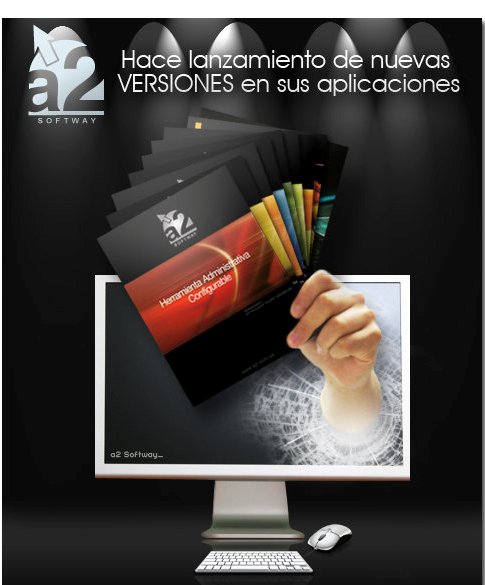 a2
SOFTWAY
Hace lanzamiento de nuevas
VERSIONES en sus aplicaciones
a2
SOFTWAY
Herramienta Administrativa
Configurable
a2 Softway...